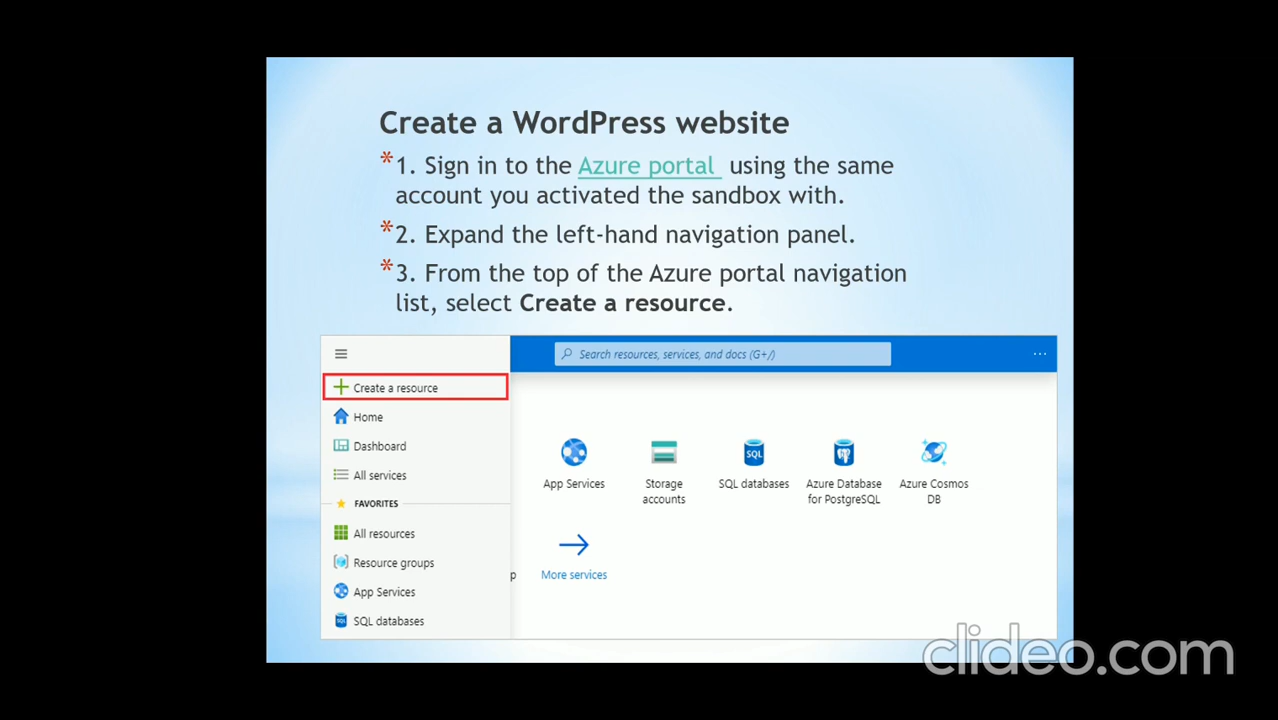 Create a WordPress website
*1. Sign in to the Azure portal using the same
account you activated the sandbox with.
*2. Expand the left-hand navigation panel.
*3. From the top of the Azure portal navigation
list, select Create a resource.
Search resources, services, and docs (G+/)
...
Create a resource
Home
Dashboard
All services
FAVORITES
All resources
Resource groups
App Services
SQL databases
App Services
Storage
accounts
SQL databases
SQL
Azure Database
for PostgreSQL
Azure Cosmos
DB
p
More services
clideo.com